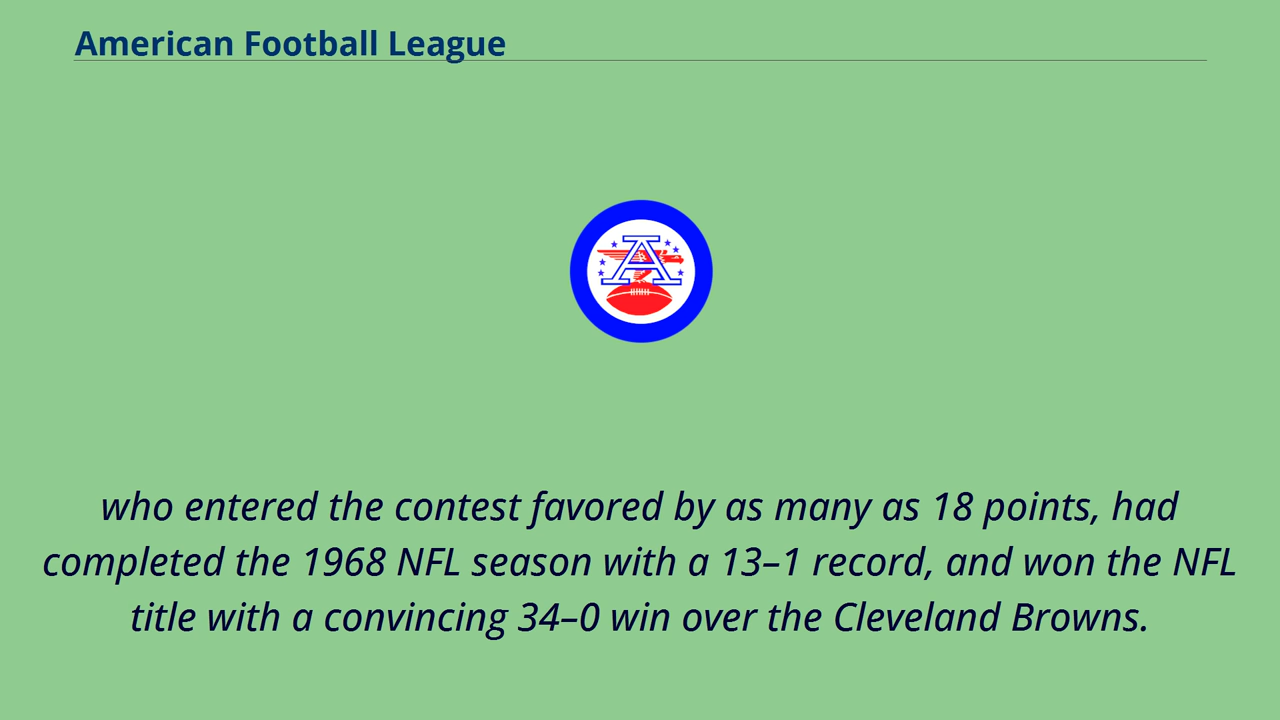 American Football League
A
who entered the contest favored by as many as 18 points, had
completed the 1968 NFL season with a 13–1 record, and won the NFL
title with a convincing 34–0 win over the Cleveland Browns.